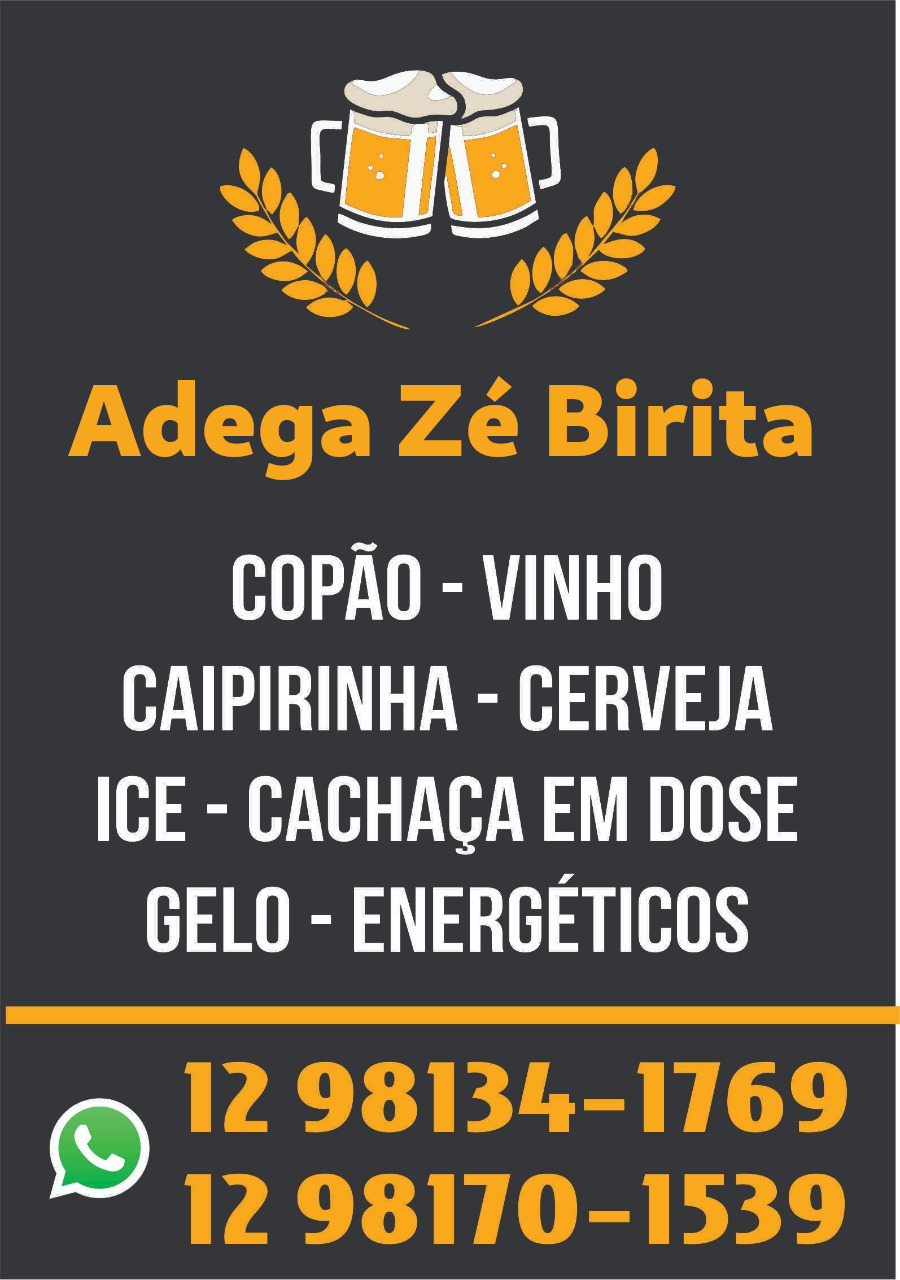 Adega Zé Birita
COPÃO - VINHO
CAIPIRINHA - CERVEJA
ICE - CACHAÇA EM DOSE
GELO - ENERGÉTICOS
12 98134-1769
12 98170-1539